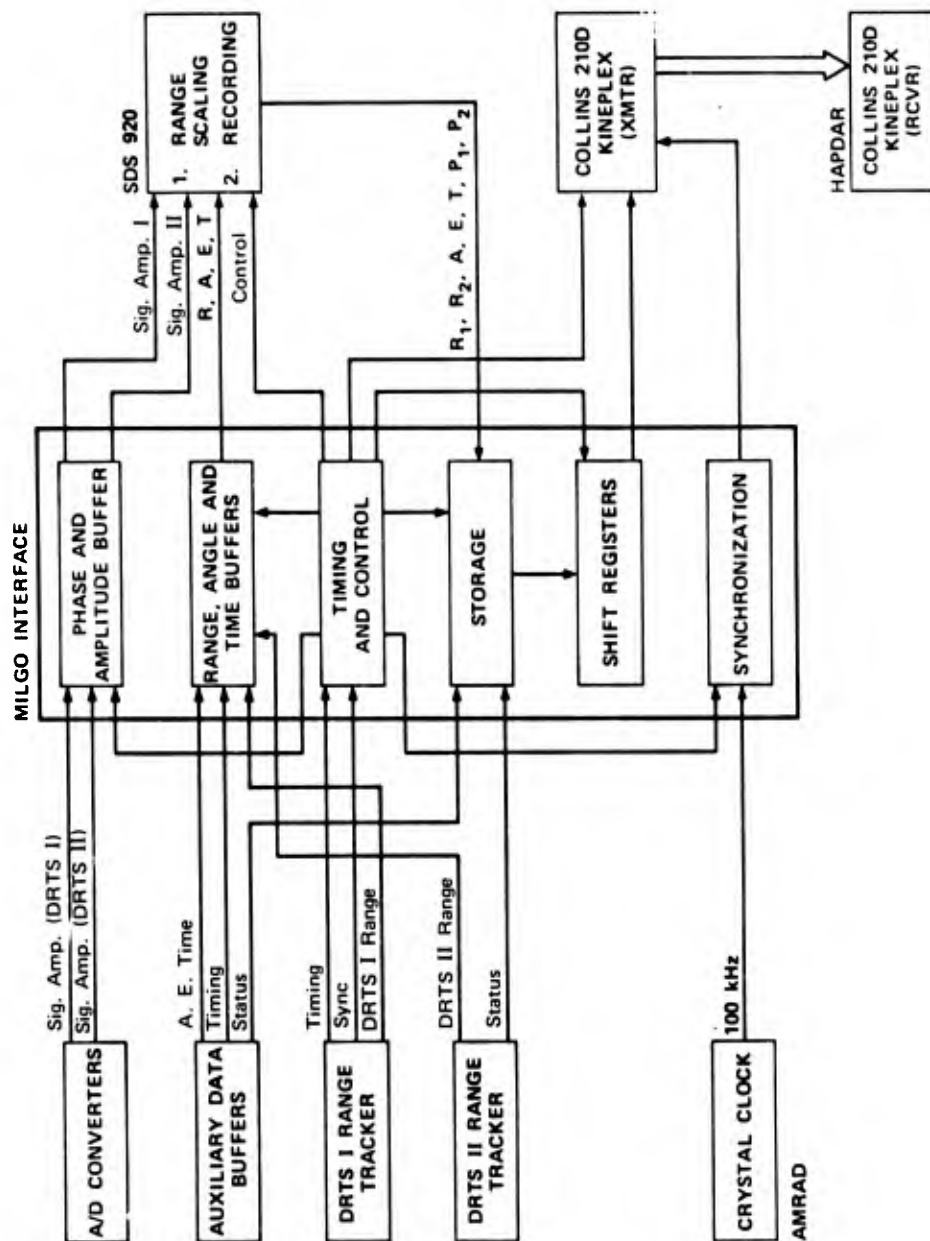 MILGO INTERFACE
A/D CONVERTERS
Sig. Amp. (DRTS I)
Sig. Amp. (DRTS II)
PHASE AND
AMPLITUDE BUFFER
Sig. Amp. I
Sig. Amp. II
R, A, E, T
Control
SDS 920
1. RANGE
SCALING
2. RECORDING
AUXILIARY DATA
BUFFERS
A. E. Time
Timing
Status
RANGE, ANGLE AND
TIME BUFFERS
DRTS I RANGE
TRACKER
Timing
Sync
DRTS I Range
TIMING
AND CONTROL
R₁, R₂, A, E, T, P₁, P₂
DRTS II RANGE
TRACKER
DRTS II Range
Status
STORAGE
SHIFT REGISTERS
COLLINS 210D
KINEPLEX
(XMTR)
CRYSTAL CLOCK
100 kHz
SYNCHRONIZATION
AMRAD
HAPDAR
COLLINS 210D
KINEPLEX
(RCVR)